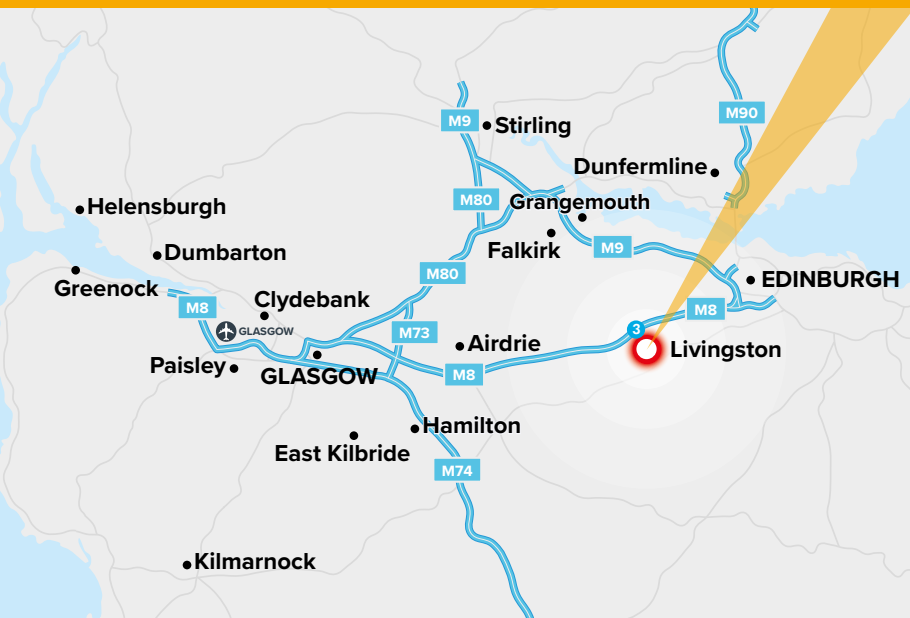 M90
M9
Stirling
Dunfermline
M80
Grangemouth
Helensburgh
Falkirk
M9
Dumbarton
M80
EDINBURGH
Greenock
Clydebank
M8
M8
GLASGOW
M73
3
Airdrie
Livingston
Paisley
GLASGOW
M8
Hamilton
East Kilbride
M74
Kilmarnock